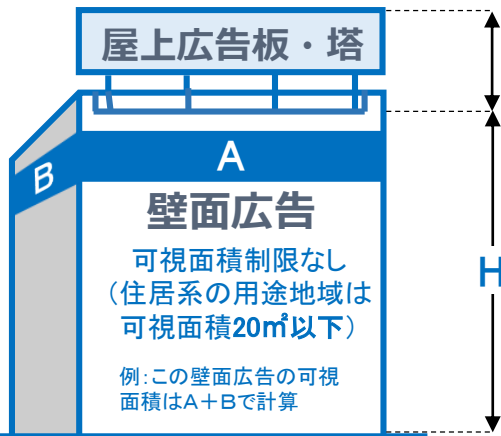 屋上広告板・塔
A
B
壁面広告
可視面積制限なし
（住居系の用途地域は
可視面積20㎡以下）
H
例:この壁面広告の可視
面積はA＋Bで計算